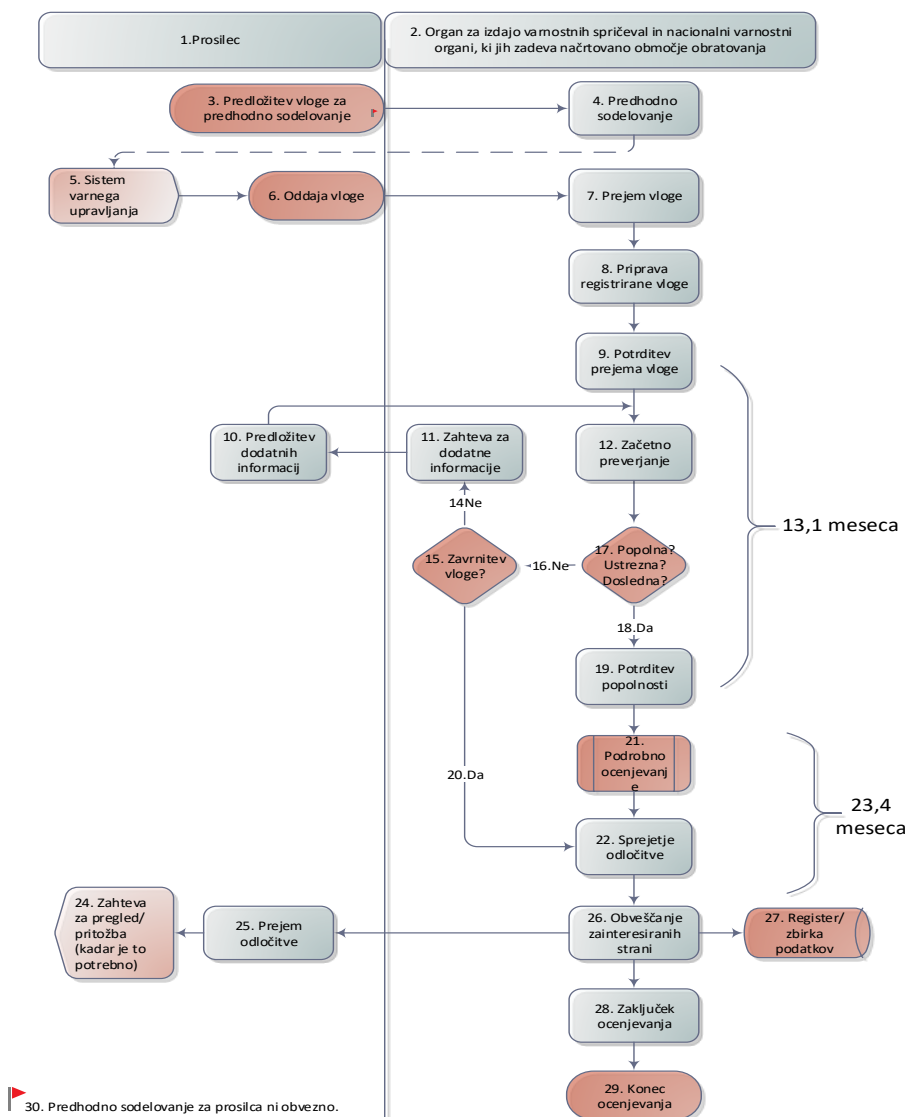 1.Prosilec
2. Organ za izdajo varnostnih spričeval in nacionalni varnostni
organi, ki jih zadeva načrtovano območje obratovanja
3. Predložitev vloge za
predhodno sodelovanje
4. Predhodno
sodelovanje
5. Sistem
varnega
upravljanja
6. Oddaja vloge
7. Prejem vloge
8. Priprava
registrirane vloge
9. Potrditev
prejema vloge
10. Predložitev
dodatnih
informacij
11. Zahteva za
dodatne
informacije
12. Začetno
preverjanje
13,1 meseca
14Ne
15. Zavrnitev
vloge?
16.Ne
17. Popolna?
Ustrezna?
Dosledna?
18.Da
19. Potrditev
popolnosti
20.Da
21.
Podrobno
ocenjevanj
e
22. Sprejetje
odločitve
23,4
meseca
24. Zahteva
za pregled/
pritožba
(kadar je to
potrebno)
25. Prejem
odločitve
26. Obveščanje
zainteresiranih
strani
27. Register/
zbirka
podatkov
28. Zaključek
ocenjevanja
29. Konec
ocenjevanja
30. Predhodno sodelovanje za prosilca ni obvezno.